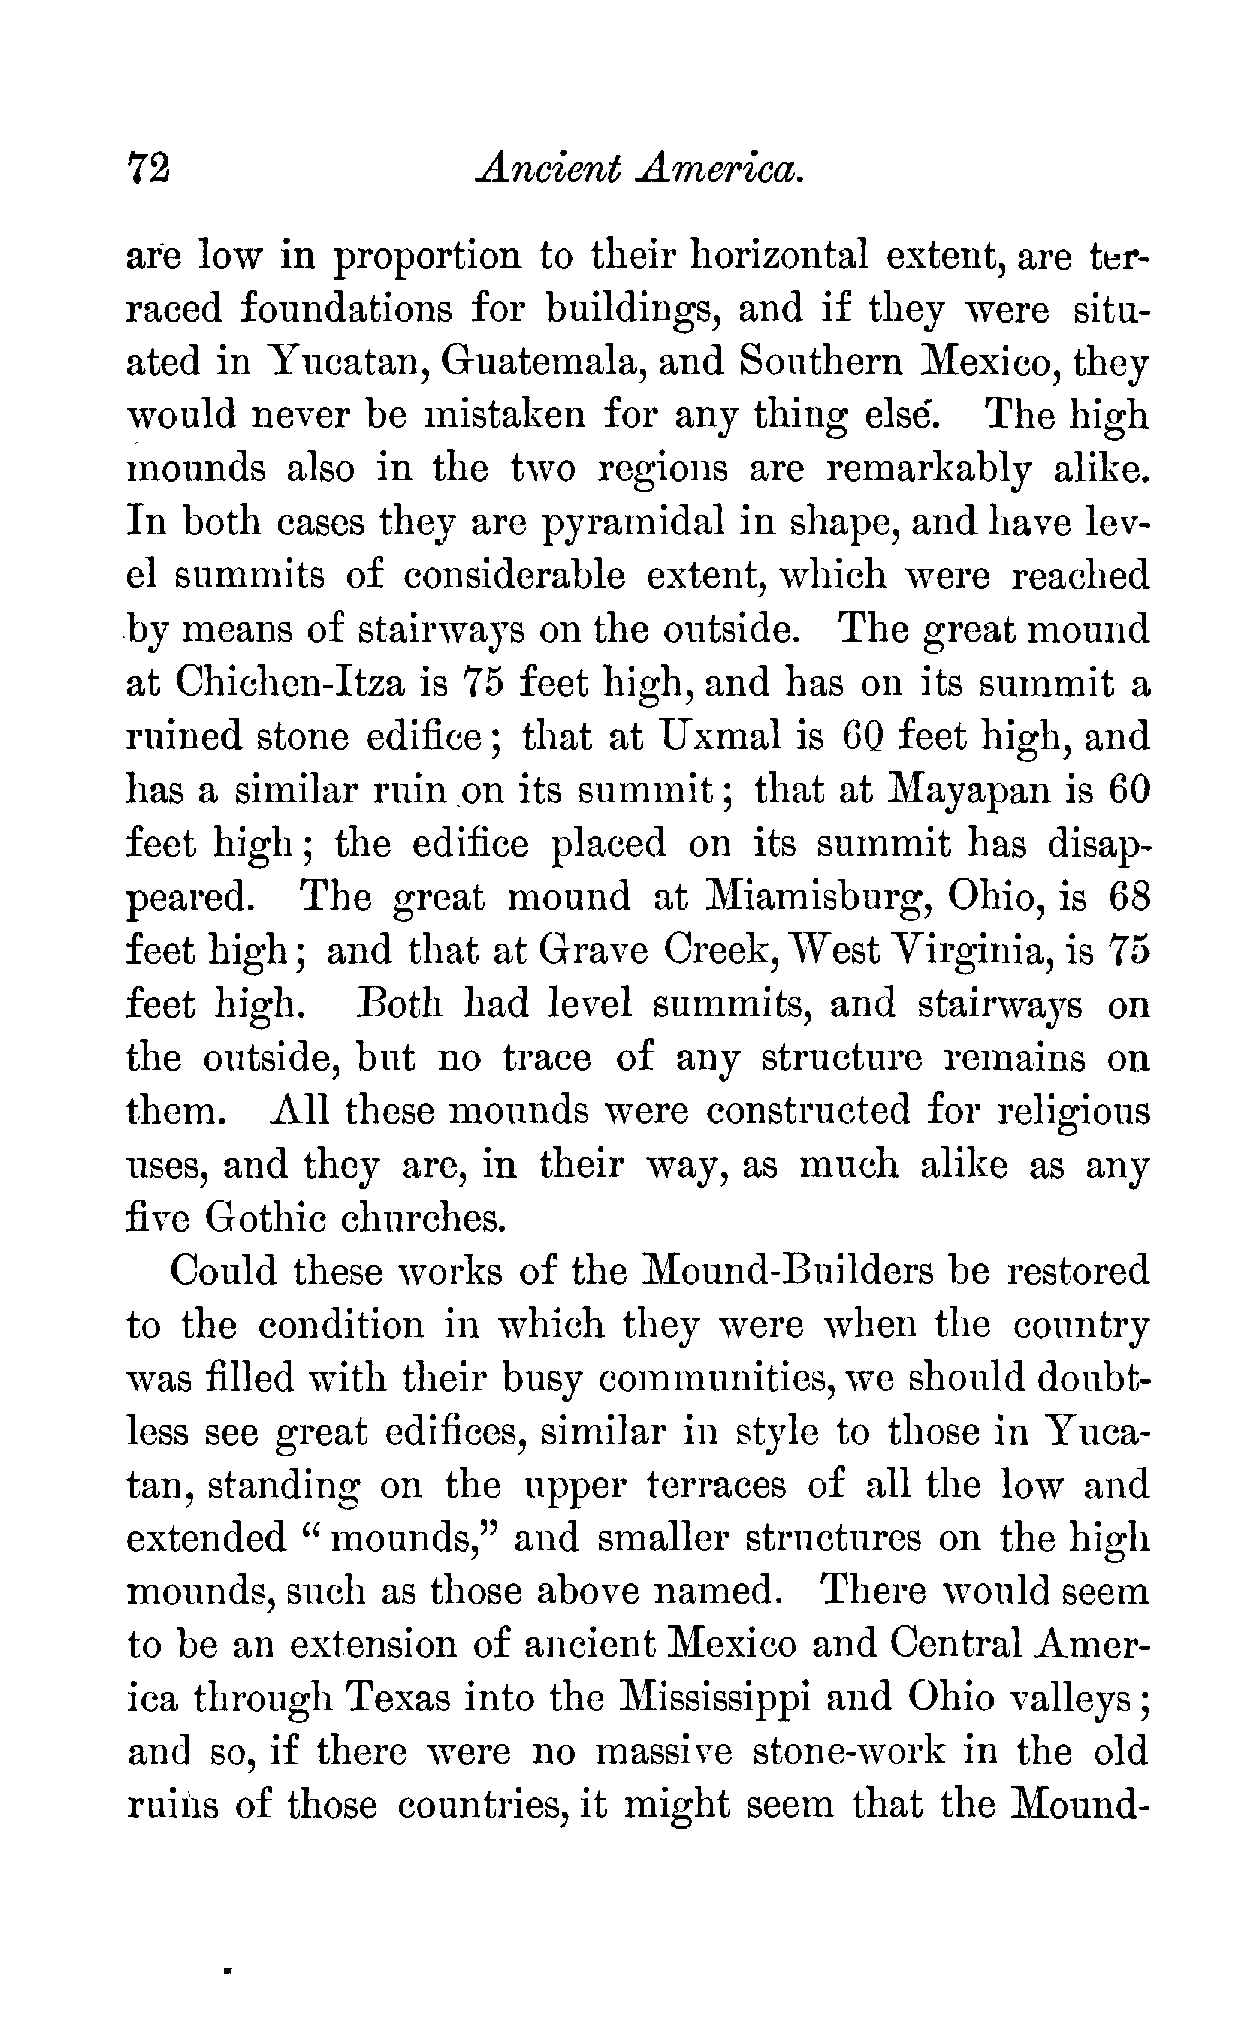 72 Ancient America.
are low in proportion to their horizontal extent, are ter-
raced foundations for buildings, and if they were situ-
ated in Yucatan, Guatemala, and Southern Mexico, they
would never be mistaken for any thing else. The high
mounds also in the two regions are remarkably alike.
In both cases they are pyramidal in shape, and have lev-
el summits of considerable extent, which were reached
by means of stairways on the outside. The great mound
at Chichen-Itza is 75 feet high, and has on its summit a
ruined stone edifice; that at Uxmal is 60 feet high, and
has a similar ruin on its summit; that at Mayapan is 60
feet high; the edifice placed on its summit has disap-
peared. The great mound at Miamisburg, Ohio, is 68
feet high; and that at Grave Creek, West Virginia, is 75
feet high. Both had level summits, and stairways on
the outside, but no trace of any structure remains on
them. All these mounds were constructed for religious
uses, and they are, in their way, as much alike as any
five Gothic churches.
Could these works of the Mound-Builders be restored
to the condition in which they were when the country
was filled with their busy communities, we should doubt-
less see great edifices, similar in style to those in Yuca-
tan, standing on the upper terraces of all the low and
extended “mounds,” and smaller structures on the high
mounds, such as those above named. There would seem
to be an extension of ancient Mexico and Central Amer-
ica through Texas into the Mississippi and Ohio valleys;
and so, if there were no massive stone-work in the old
ruins of those countries, it might seem that the Mound-